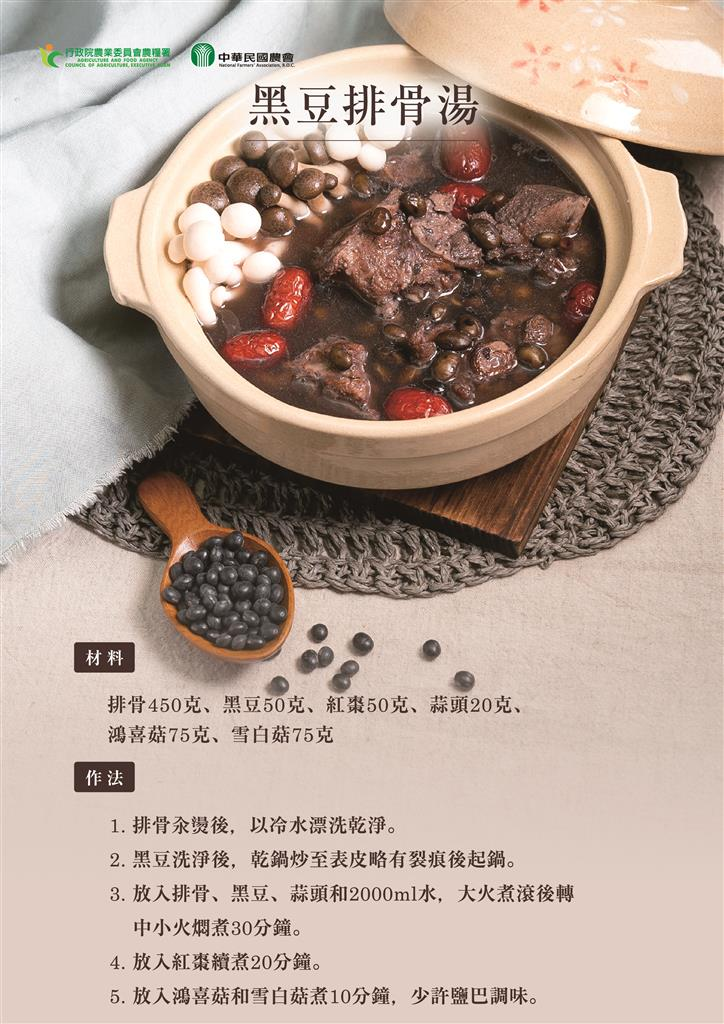 行政院農業委員會農糧署
AGRICULTURE AND FOOD AGENCY
COUNCIL OF AGRICULTURE, EXECUTIVE YUAN
中華民國農會
National Farmers' Association, R.O.C.
黑豆排骨湯
材料
排骨450克、黑豆50克、紅棗50克、蒜頭20克、
鴻喜菇75克、雪白菇75克
作法
1. 排骨汆燙後，以冷水漂洗乾淨。
2. 黑豆洗淨後，乾鍋炒至表皮略有裂痕後起鍋。
3. 放入排骨、黑豆、蒜頭和2000ml水，大火煮滾後轉
中小火燜煮30分鐘。
4. 放入紅棗續煮20分鐘。
5. 放入鴻喜菇和雪白菇煮10分鐘，少許鹽巴調味。